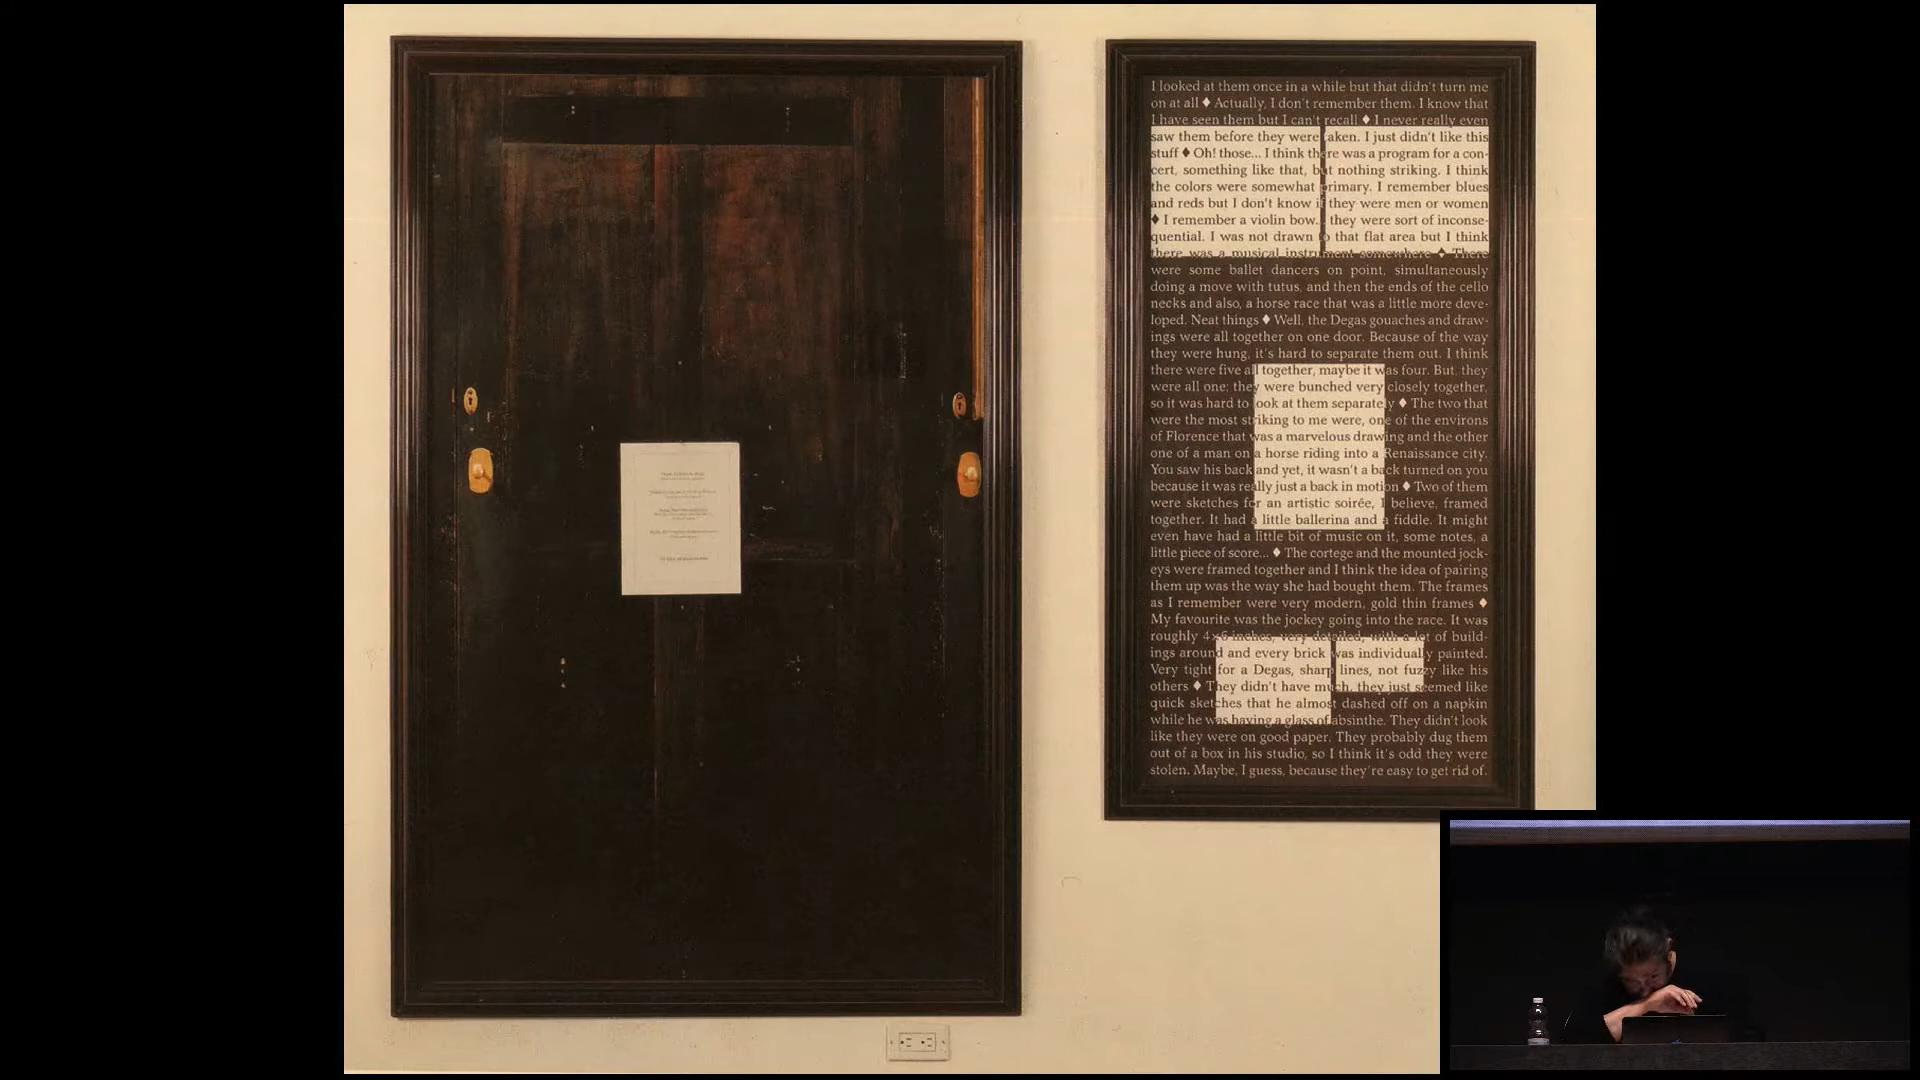 I looked at them once in a while but that didn't turn me
on at all ♦ Actually, I don't remember them. I know that
I have seen them but I can't recall ♦ I never really even
saw them before they were taken. I just didn't like this
stuff ♦ Oh! those... I think there was a program for a con-
cert, something like that, but nothing striking. I think
the colors were somewhat primary. I remember blues
and reds but I don't know if they were men or women
♦ I remember a violin bow... they were sort of inconse-
quential. I was not drawn to that flat area but I think
there was a musical instrument somewhere ♦ There
were some ballet dancers on point, simultaneously
doing a move with tutus, and then the ends of the cello
necks and also, a horse race that was a little more deve-
loped. Neat things ♦ Well, the Degas gouaches and draw-
ings were all together on one door. Because of the way
they were hung, it's hard to separate them out. I think
there were five all together, maybe it was four. But, they
were all one; they were bunched very closely together,
so it was hard to look at them separately ♦ The two that
were the most striking to me were, one of the environs
of Florence that was a marvelous drawing and the other
one of a man on a horse riding into a Renaissance city.
You saw his back and yet, it wasn't a back turned on you
because it was really just a back in motion ♦ Two of them
were sketches for an artistic soirée, I believe, framed
together. It had a little ballerina and a fiddle. It might
even have had a little bit of music on it, some notes, a
little piece of score... ♦ The cortege and the mounted jock-
eys were framed together and I think the idea of pairing
them up was the way she had bought them. The frames
as I remember were very modern, gold thin frames ♦
My favourite was the jockey going into the race. It was
roughly 4×6 inches, very detailed, with a lot of build-
ings around and every brick was individually painted.
Very tight for a Degas, sharp lines, not fuzzy like his
others ♦ They didn't have much, they just seemed like
quick sketches that he almost dashed off on a napkin
while he was having a glass of absinthe. They didn't look
like they were on good paper. They probably dug them
out of a box in his studio, so I think it's odd they were
stolen. Maybe, I guess, because they're easy to get rid of.